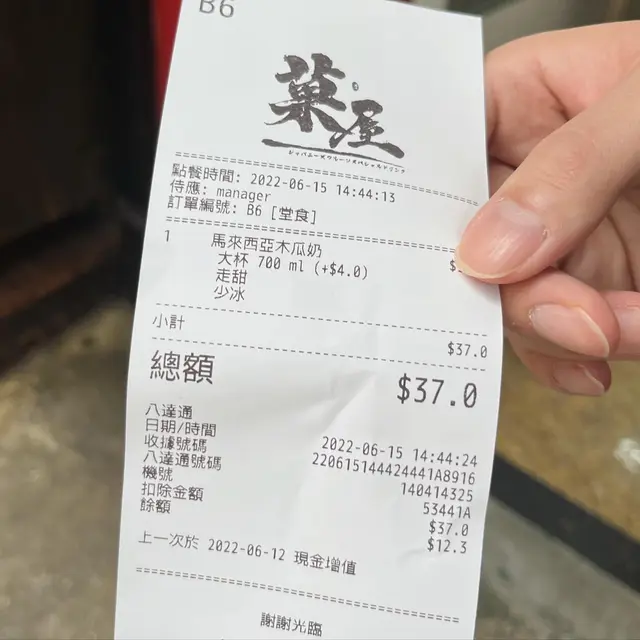 B6
菓屋
點餐時間: 2022-06-15 14:44:13
侍應: manager
訂單編號: B6 [堂食]
1 馬來西亞木瓜奶 $
大杯 700 ml (+$4.0)
走甜
少冰
小計 $37.0
總額 $37.0
八達通
日期/時間 2022-06-15 14:44:24
收據號碼 220615144424441A8916
八達通號碼 140414325
機號 53441A
扣除金額 $37.0
餘額 $12.3
上一次於 2022-06-12 現金增值
謝謝光臨